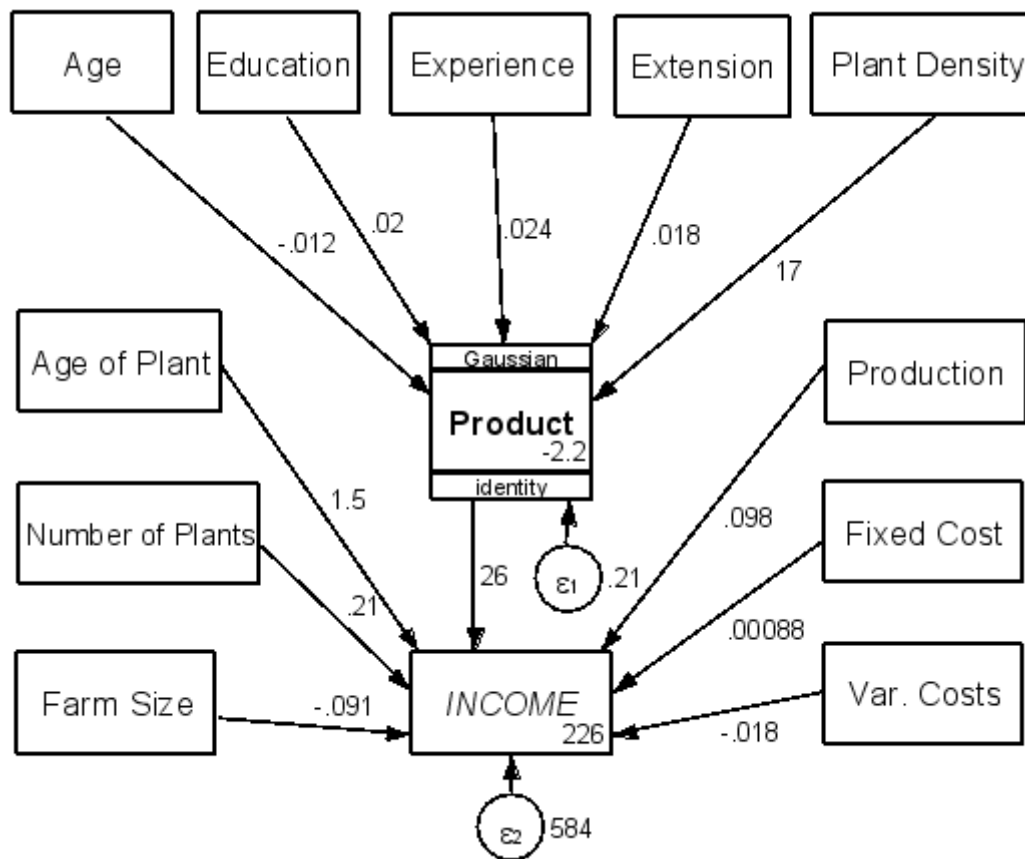 Age
Education
Experience
Extension
Plant Density
-.012
.02
.024
.018
17
Age of Plant
Gaussian
Product
-2.2
identity
Production
1.5
Number of Plants
26
ε1
.21
.098
Fixed Cost
.21
.00088
Farm Size
-.091
INCOME
226
Var. Costs
-.018
ε2
584